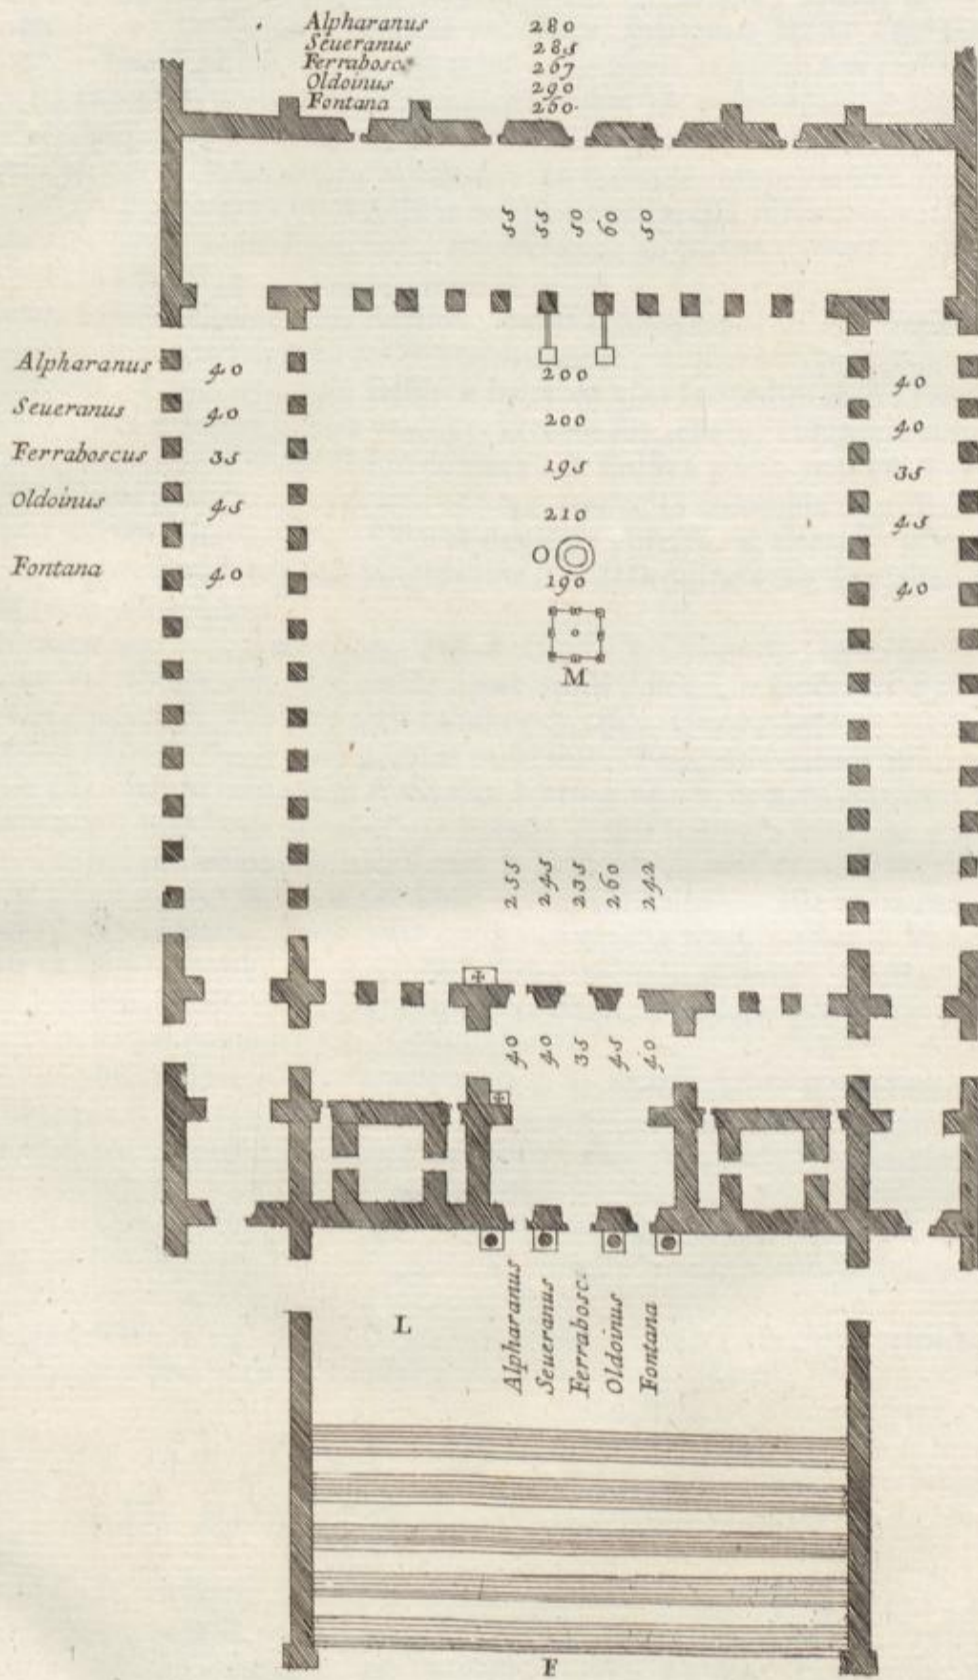 Alpharanus 280
Seueranus 285
Ferrabosc. 267
Oldoinus 290
Fontana 260.
55 55 50 60 50
Alpharanus 40 200 40
Seueranus 40 200 40
Ferraboscus 35 195 35
Oldoinus 45 210 45
O
Fontana 40 190 40
M
255 245 235 260 242
40 40 35 45 40
L
Alpharanus
Seueranus
Ferrabosc.
Oldoinus
Fontana
F